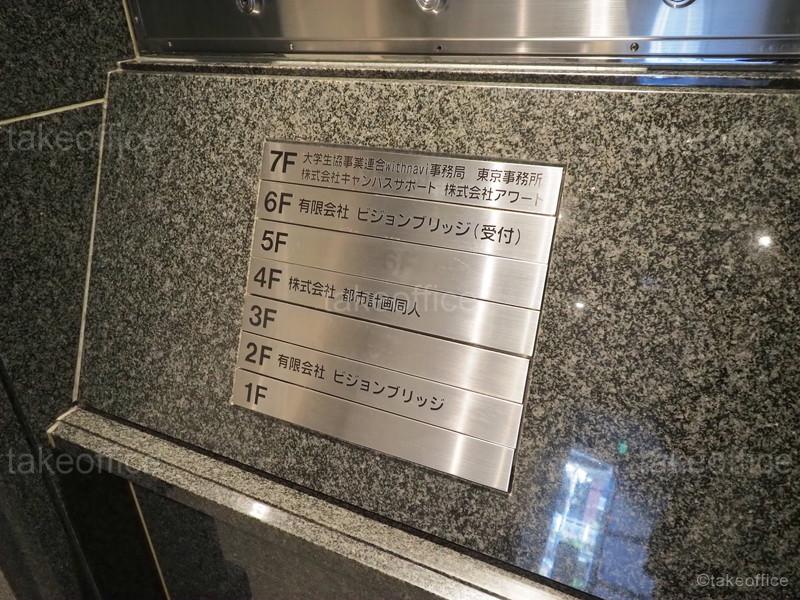 7F 大学生協事業連合withnavi事務局 東京事務所
株式会社キャンパスサポート 株式会社アワート
6F 有限会社 ビジョンブリッジ(受付)
5F
4F 株式会社 都市計画同人
3F
2F 有限会社 ビジョンブリッジ
1F
takeoffice
takeoffice
takeoffice
takeoffice
takeoffice
©takeoffice